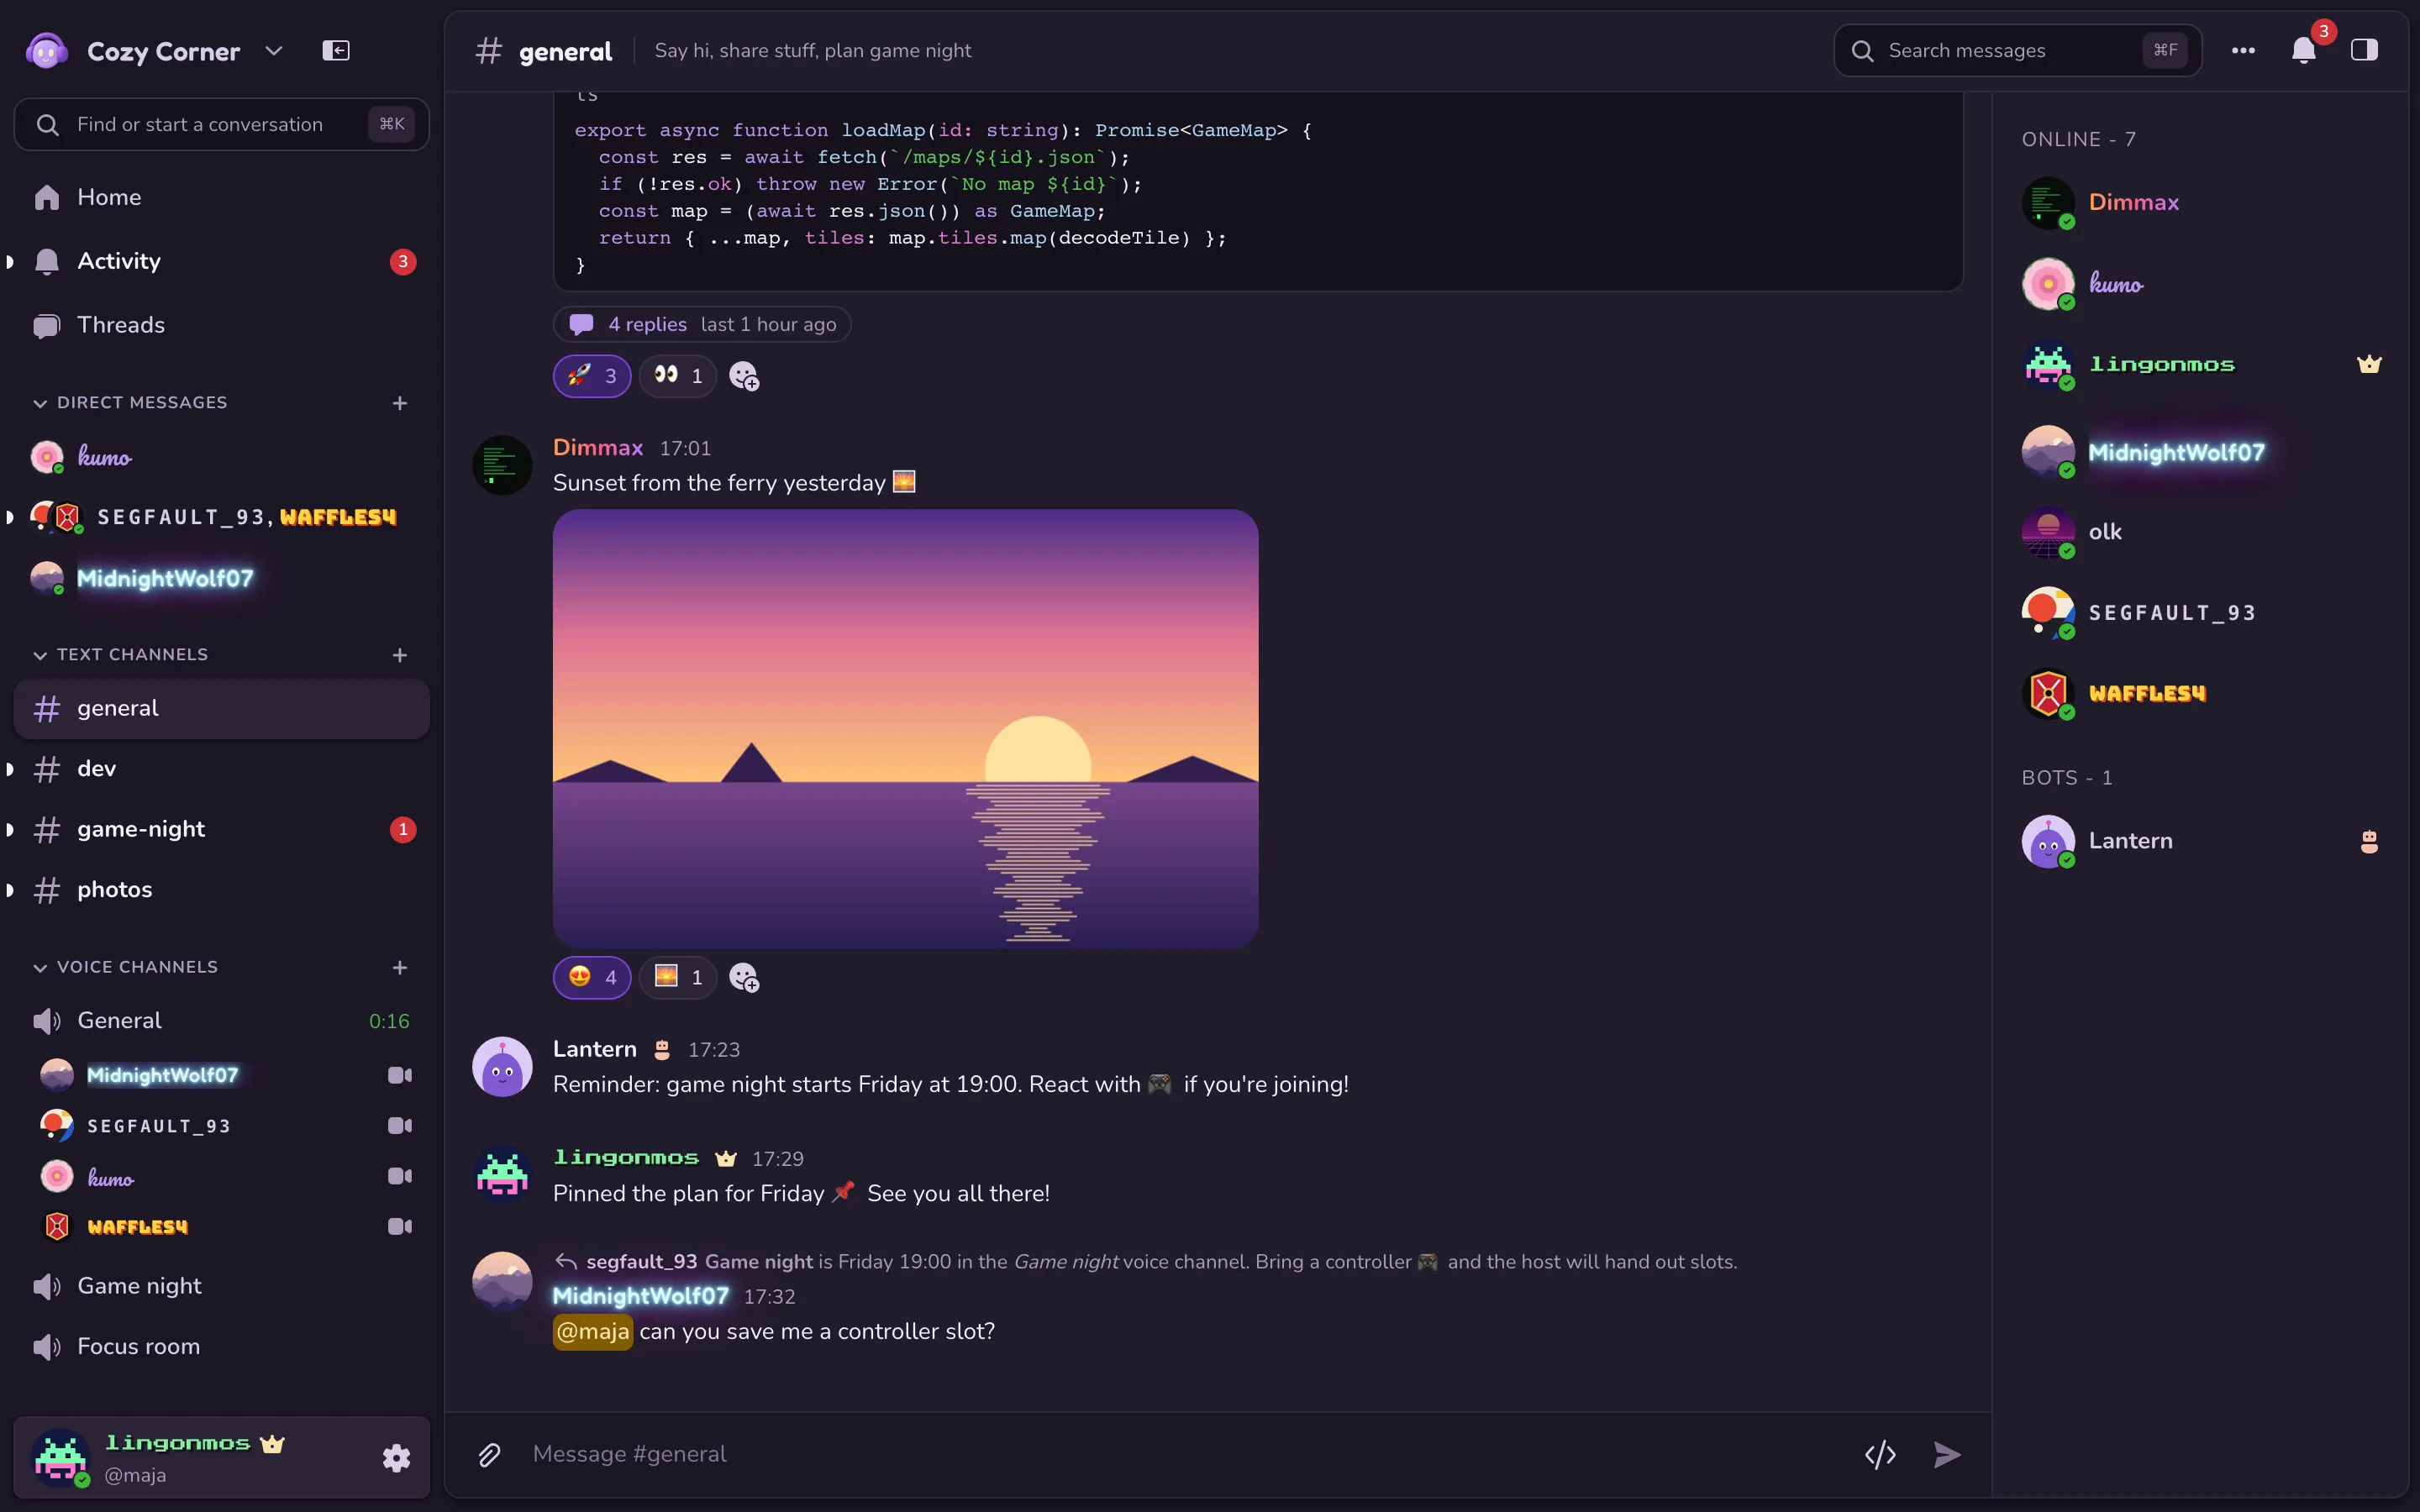 Cozy Corner
Find or start a conversation ⌘K
Home
Activity 3
Threads
DIRECT MESSAGES
kumo
SEGFAULT_93, WAFFLES4
MidnightWolf07
TEXT CHANNELS
general
dev
game-night 1
photos
VOICE CHANNELS
General 0:16
MidnightWolf07
SEGFAULT_93
kumo
WAFFLES4
Game night
Focus room
lingonmos
@maja
# general Say hi, share stuff, plan game night
Search messages ⌘F
3
ts
export async function loadMap(id: string): Promise<GameMap> {
const res = await fetch(`/maps/${id}.json`);
if (!res.ok) throw new Error(`No map ${id}`);
const map = (await res.json()) as GameMap;
return { ...map, tiles: map.tiles.map(decodeTile) };
}
4 replies last 1 hour ago
🚀 3 👀 1
Dimmax 17:01
Sunset from the ferry yesterday 🌅
😍 4 🌅 1
Lantern 17:23
Reminder: game night starts Friday at 19:00. React with 🎮 if you're joining!
lingonmos 17:29
Pinned the plan for Friday 📌 See you all there!
segfault_93 Game night is Friday 19:00 in the Game night voice channel. Bring a controller 🎮 and the host will hand out slots.
MidnightWolf07 17:32
@maja can you save me a controller slot?
Message #general
ONLINE - 7
Dimmax
kumo
lingonmos
MidnightWolf07
olk
SEGFAULT_93
WAFFLES4
BOTS - 1
Lantern